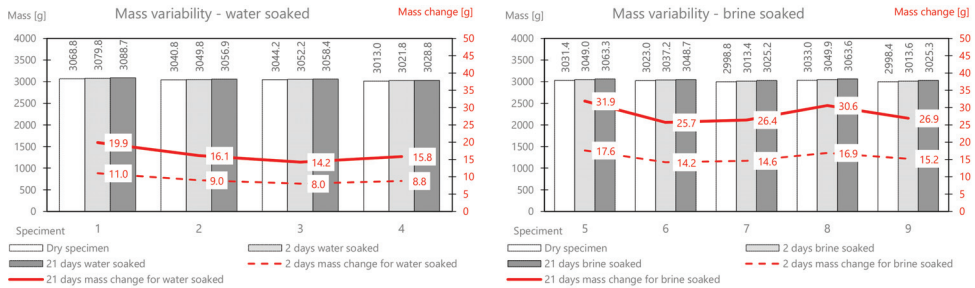 Mass [g] Mass variability - water soaked Mass change [g]
4000 50
3500 45
3000 40
2500 35
2000 30
1500 25
1000 20
500 15
0 10
5
0
3068.8 3079.8 3088.7
3040.8 3049.8 3056.9
3044.2 3052.2 3058.4
3013.0 3021.8 3028.8
19.9 16.1 14.2 15.8
11.0 9.0 8.0 8.8
Speciment 1 2 3 4
Dry specimen 2 days water soaked
21 days water soaked 2 days mass change for water soaked
21 days mass change for water soaked
Mass [g] Mass variability - brine soaked Mass change [g]
4000 50
3500 45
3000 40
2500 35
2000 30
1500 25
1000 20
500 15
0 10
5
0
3031.4 3049.0 3063.3
3023.0 3037.2 3048.7
2998.8 3013.4 3025.2
3033.0 3049.9 3063.6
2998.4 3013.6 3025.3
31.9 25.7 26.4 30.6 26.9
17.6 14.2 14.6 16.9 15.2
Speciment 5 6 7 8 9
Dry specimen 2 days brine soaked
21 days brine soaked 2 days mass change for brine soaked
21 days mass change for brine soaked